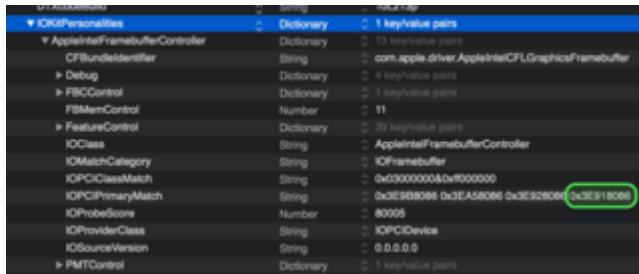 ▼ IOKitPersonalities Dictionary 1 key/value pairs
▼ AppleIntelFramebufferController Dictionary 13 key/value pairs
CFBundleIdentifier String com.apple.driver.AppleIntelCFLGraphicsFramebuffer
▶ Debug Dictionary 4 key/value pairs
▶ FBCControl Dictionary 1 key/value pairs
FBMemControl Number 11
▶ FeatureControl Dictionary 39 key/value pairs
IOClass String AppleIntelFramebufferController
IOMatchCategory String IOFramebuffer
IOPCIClassMatch String 0x03000000&0xff000000
IOPCIPrimaryMatch String 0x3E9B8086 0x3EA58086 0x3E928086 0x3E918086
IOProbeScore Number 80005
IOProviderClass String IOPCIDevice
IOSourceVersion String 0.0.0.0.0
▶ PMTControl Dictionary 1 key/value pairs